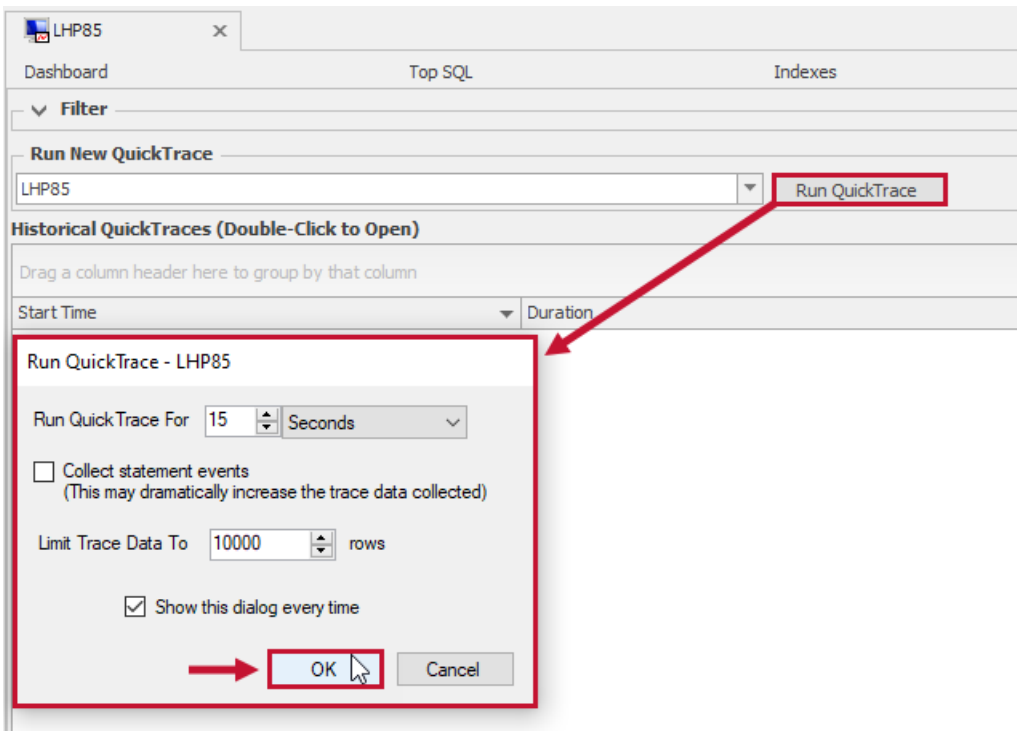 LHP85
Dashboard Top SQL Indexes
Filter
Run New QuickTrace
LHP85 Run QuickTrace
Historical QuickTraces (Double-Click to Open)
Drag a column header here to group by that column
Start Time Duration
Run QuickTrace - LHP85
Run QuickTrace For 15 Seconds
Collect statement events
(This may dramatically increase the trace data collected)
Limit Trace Data To 10000 rows
Show this dialog every time
OK Cancel